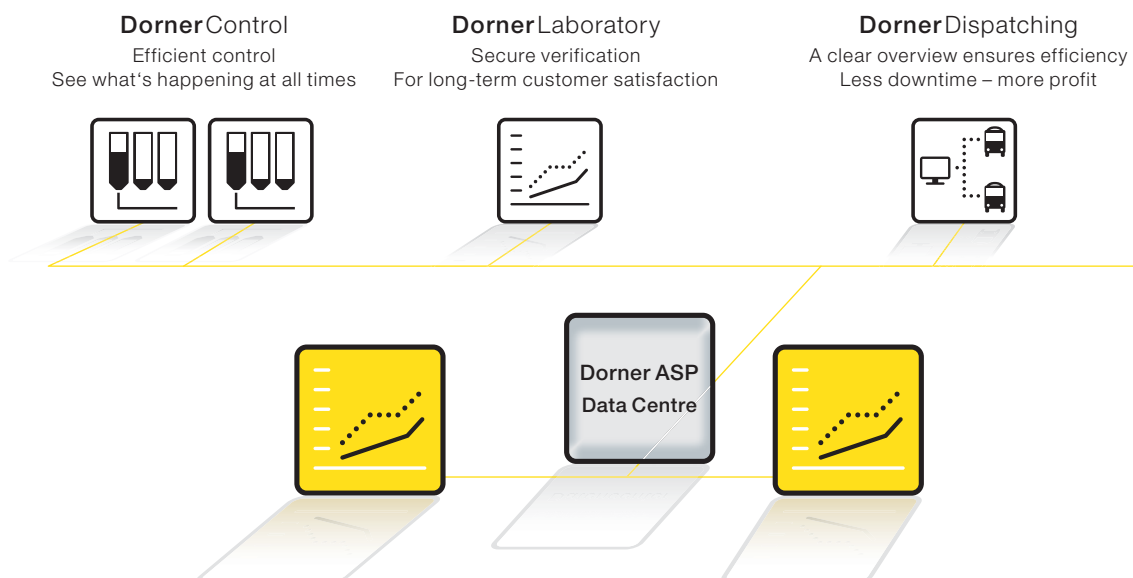 DornerControl
Efficient control
See what‘s happening at all times
DornerLaboratory
Secure verification
For long-term customer satisfaction
DornerDispatching
A clear overview ensures efficiency
Less downtime – more profit
Dorner ASP
Data Centre